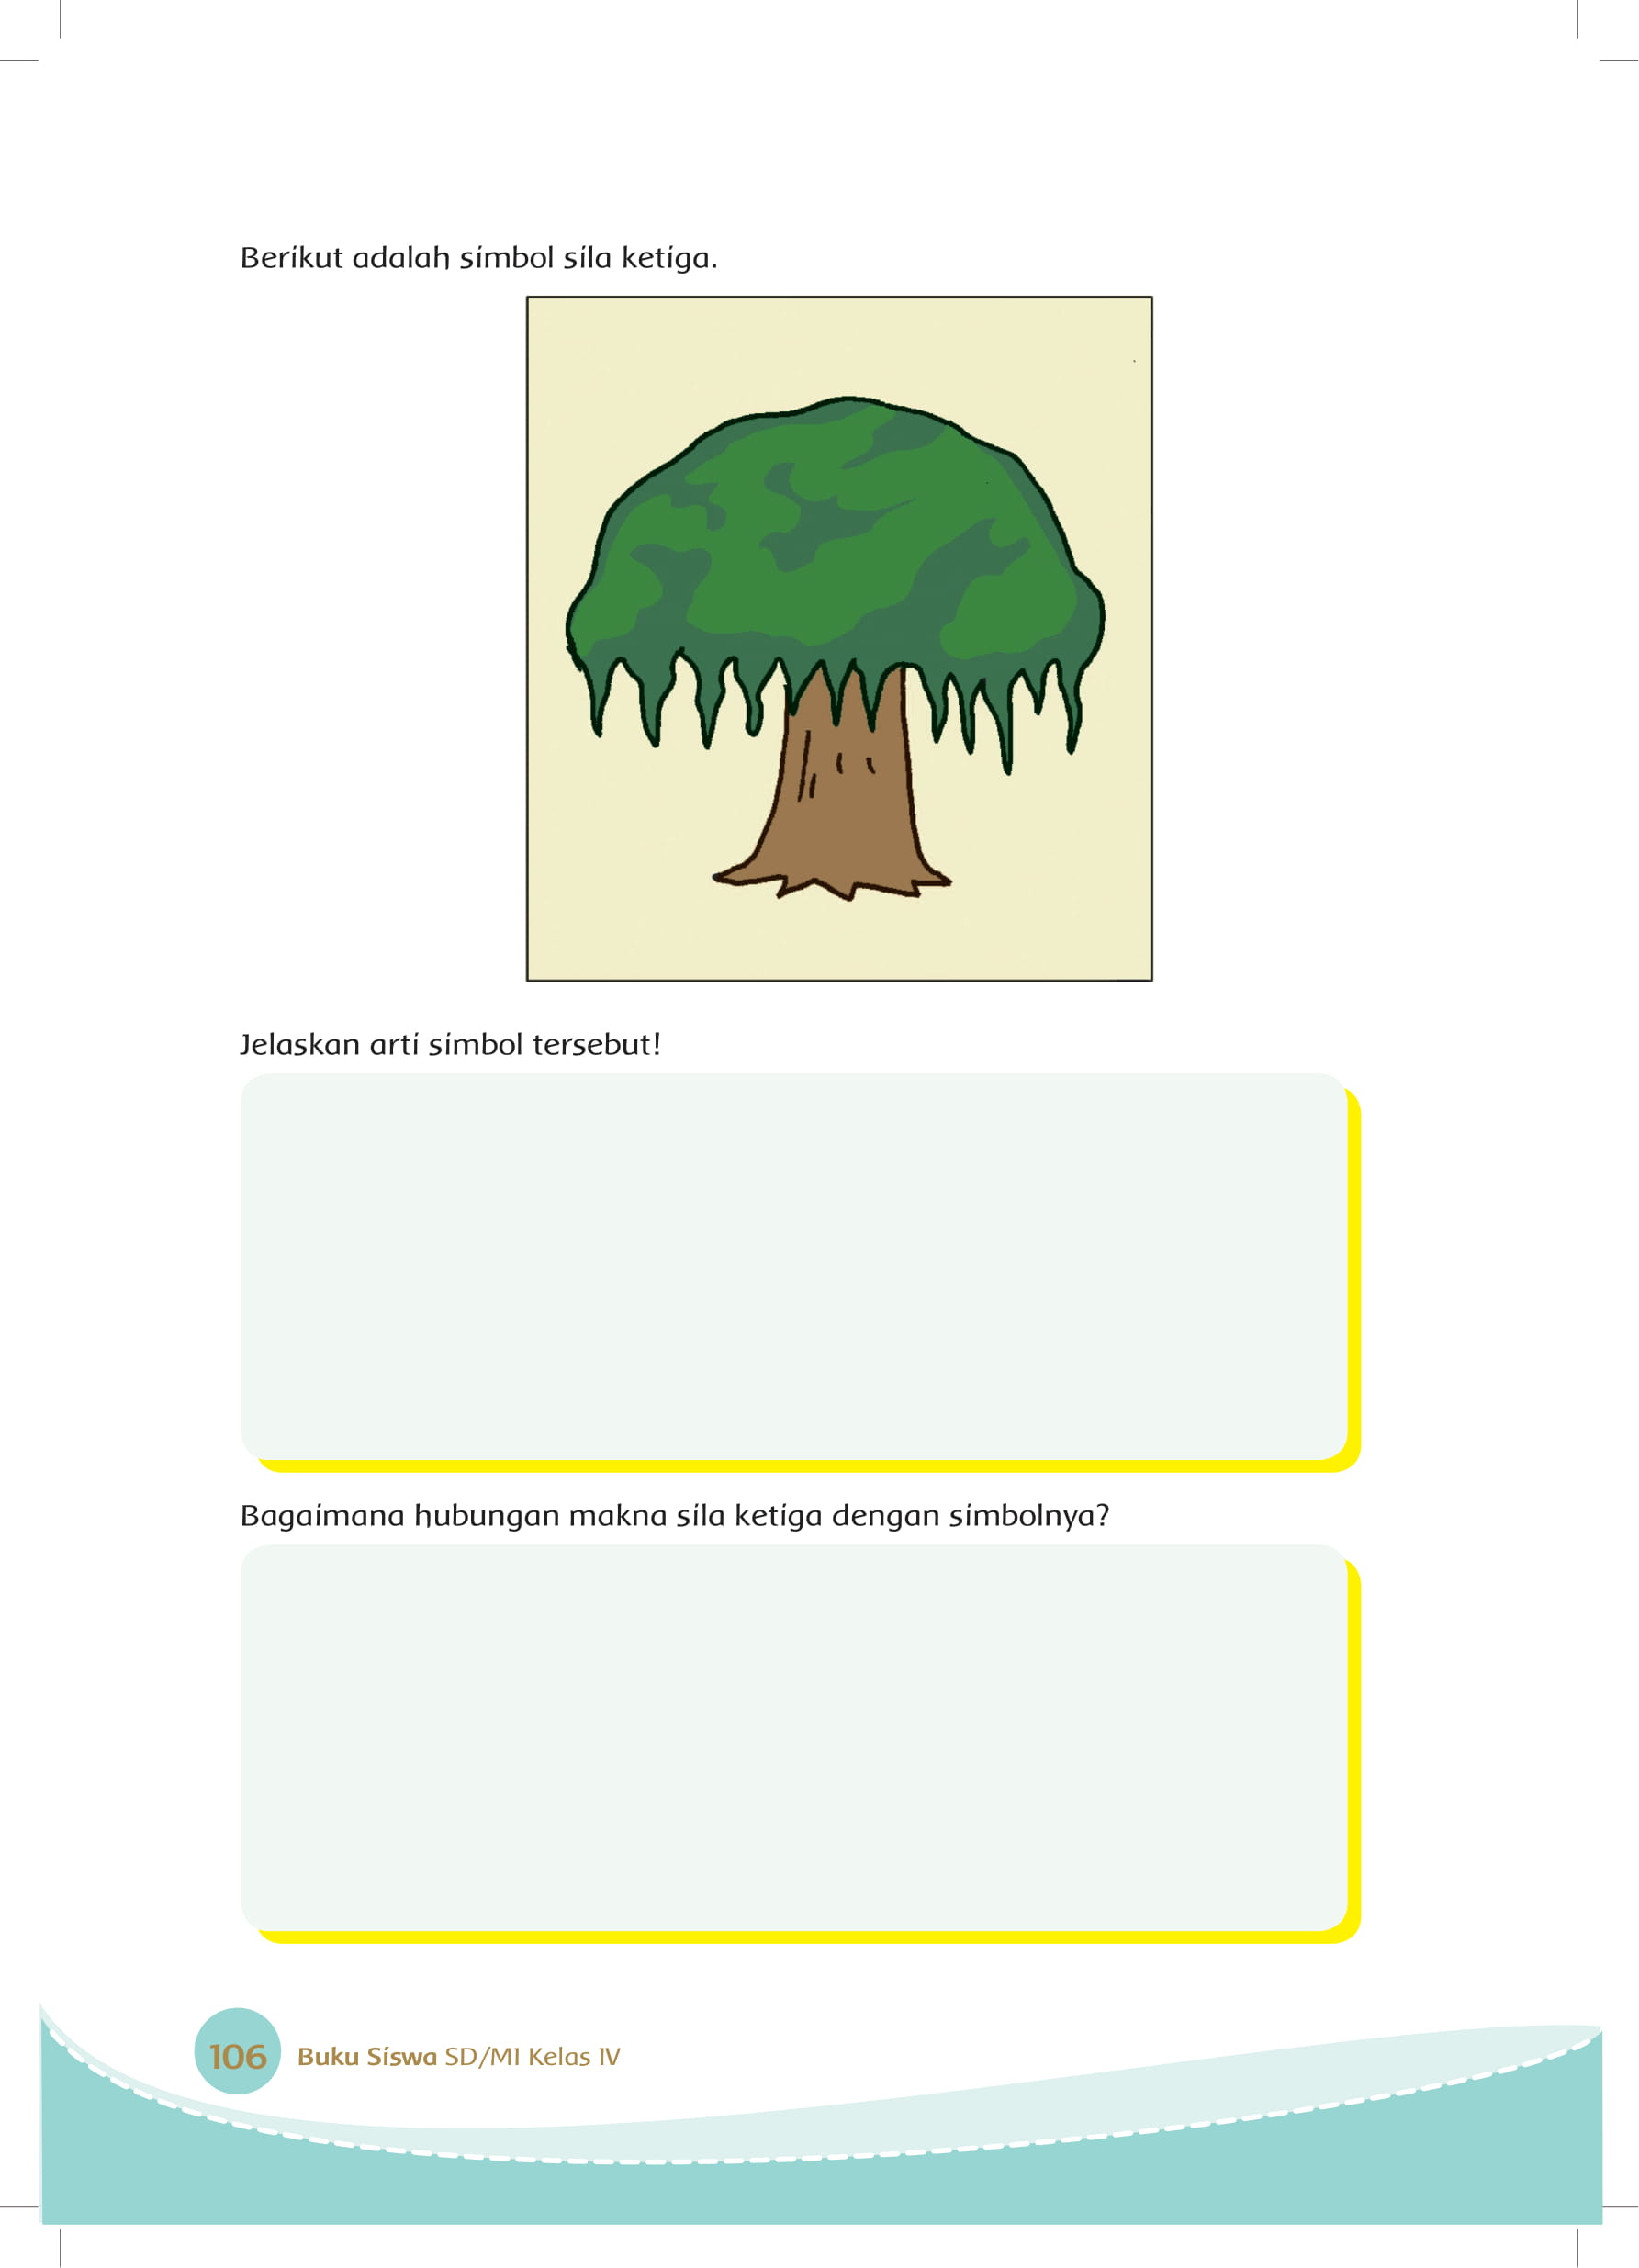 Berikut adalah simbol sila ketiga.
Jelaskan arti simbol tersebut!
Bagaimana hubungan makna sila ketiga dengan simbolnya?
106 Buku Siswa SD/MI Kelas IV